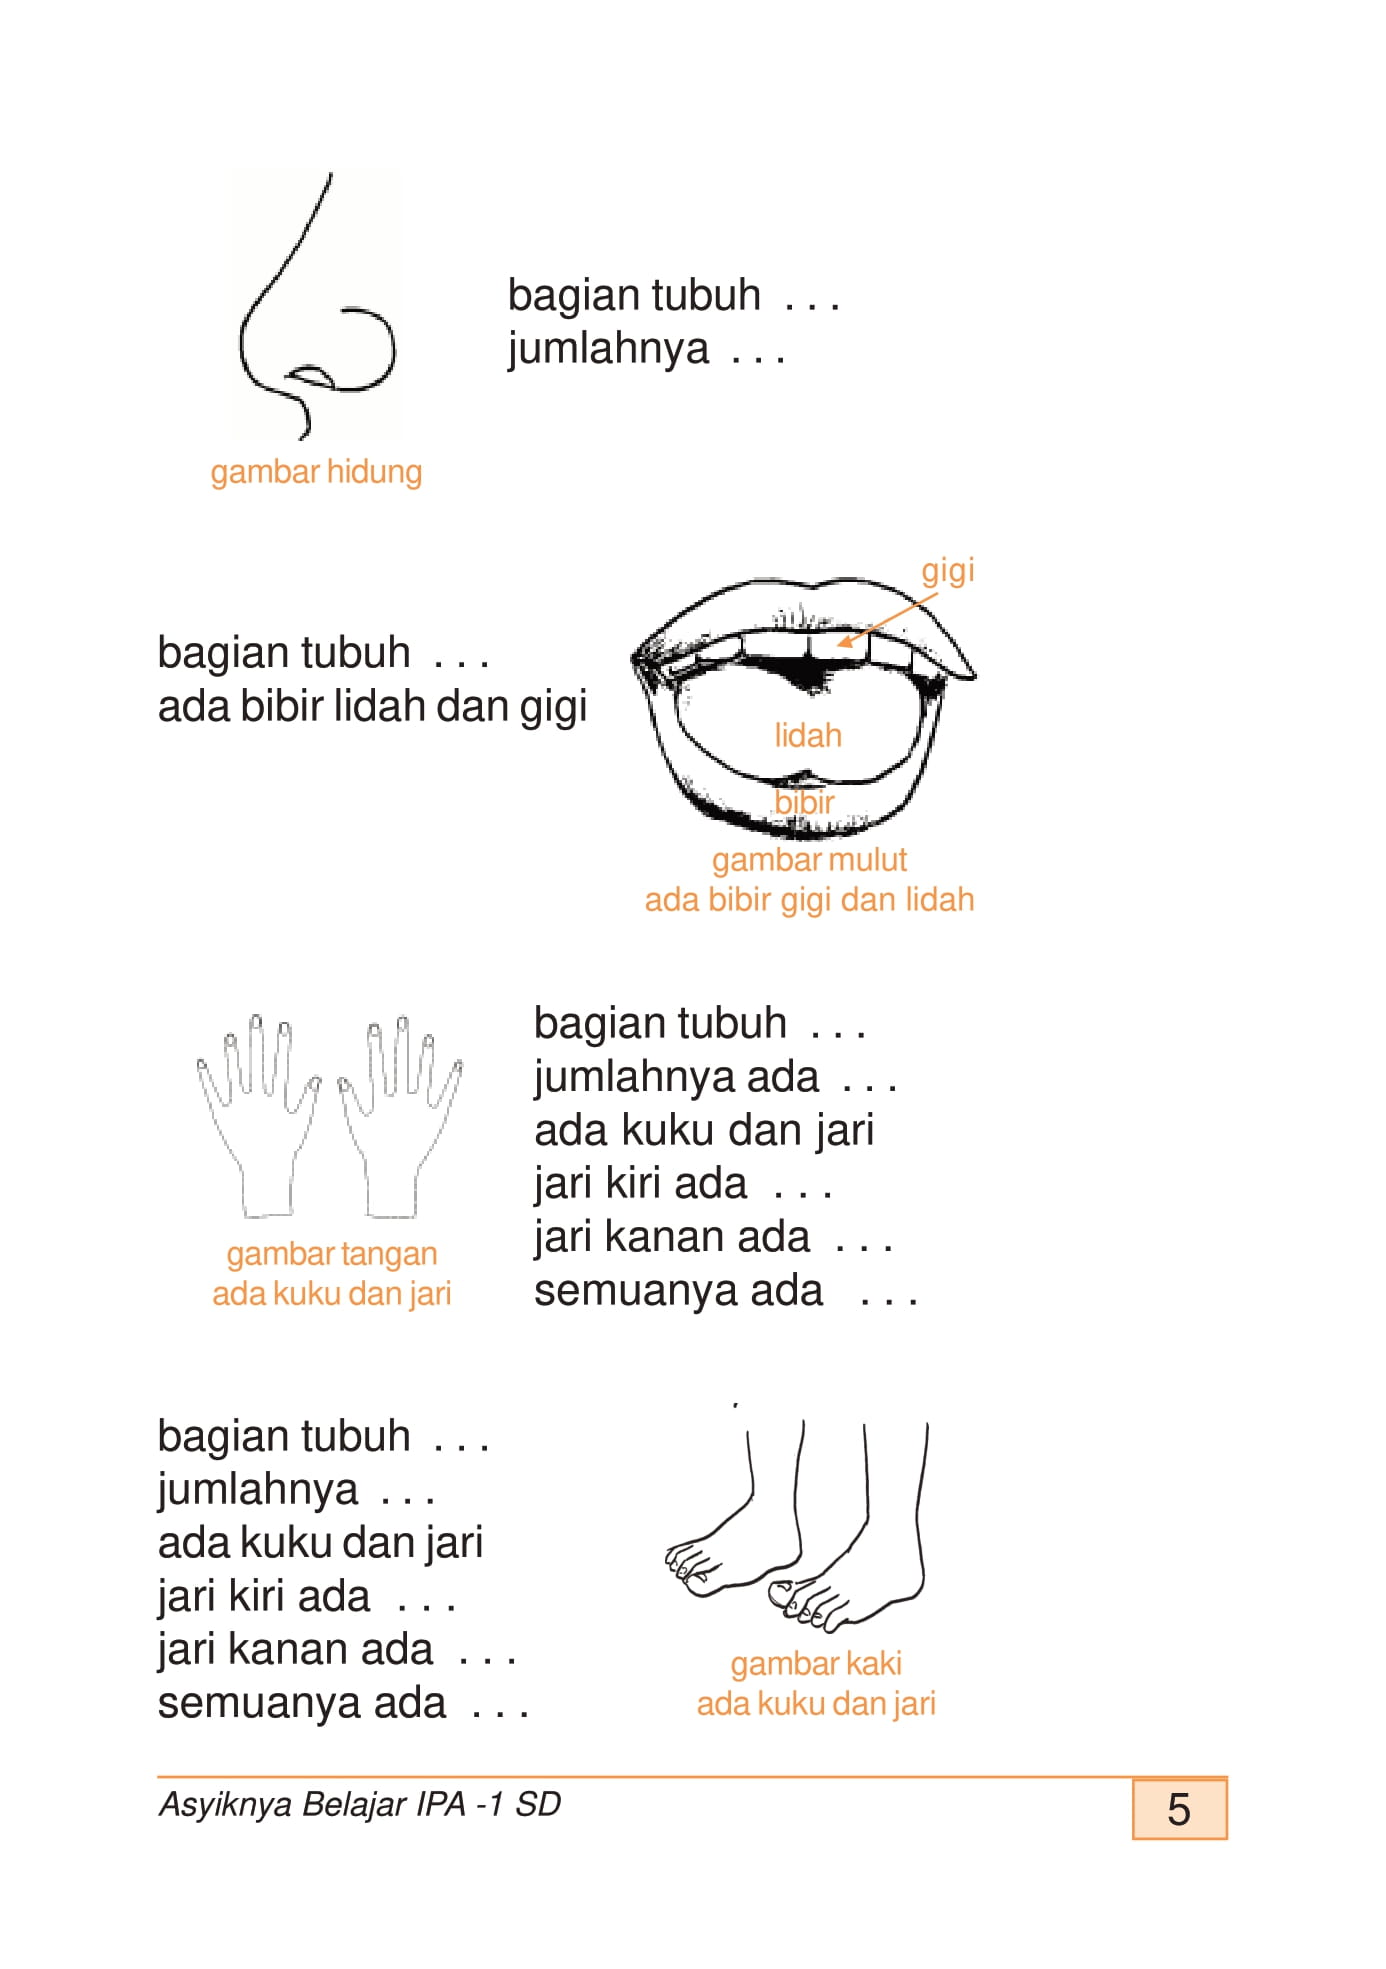 bagian tubuh . . .
jumlahnya . . .
gambar hidung
gigi
bagian tubuh . . .
ada bibir lidah dan gigi
lidah
bibir
gambar mulut
ada bibir gigi dan lidah
bagian tubuh . . .
jumlahnya ada . . .
ada kuku dan jari
jari kiri ada . . .
jari kanan ada . . .
semuanya ada . . .
gambar tangan
ada kuku dan jari
bagian tubuh . . .
jumlahnya . . .
ada kuku dan jari
jari kiri ada . . .
jari kanan ada . . .
semuanya ada . . .
gambar kaki
ada kuku dan jari
Asyiknya Belajar IPA -1 SD
5